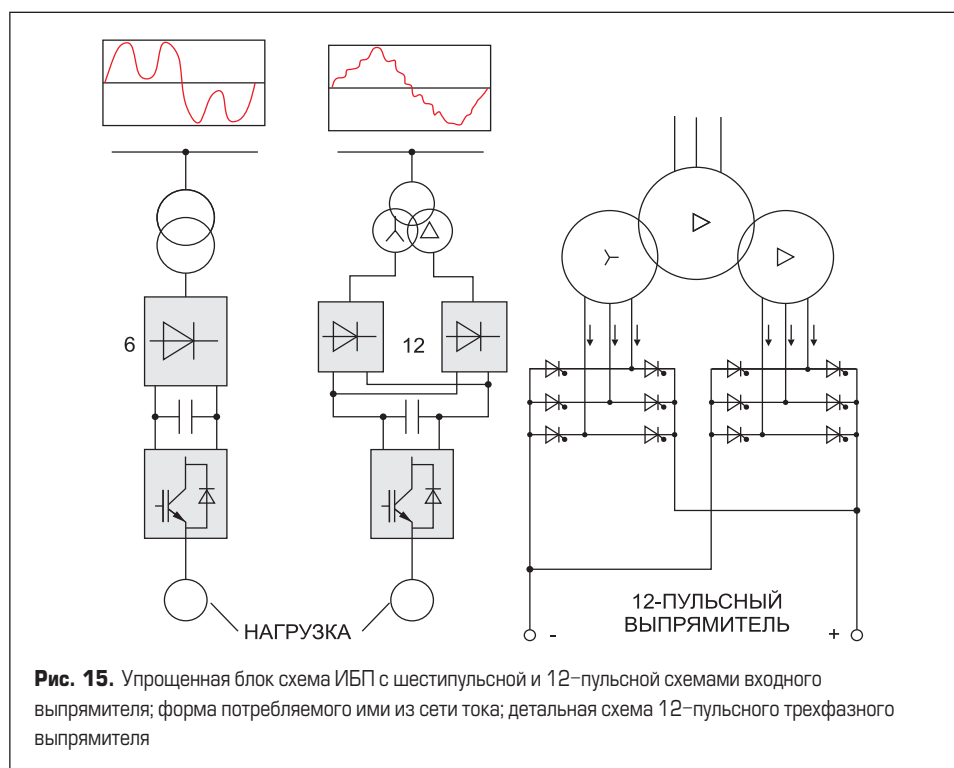 6
12
НАГРУЗКА
12-ПУЛЬСНЫЙ
ВЫПРЯМИТЕЛЬ
-
+
Рис. 15. Упрощенная блок схема ИБП с шестипульсной и 12-пульсной схемами входного
выпрямителя; форма потребляемого ими из сети тока; детальная схема 12-пульсного трехфазного
выпрямителя